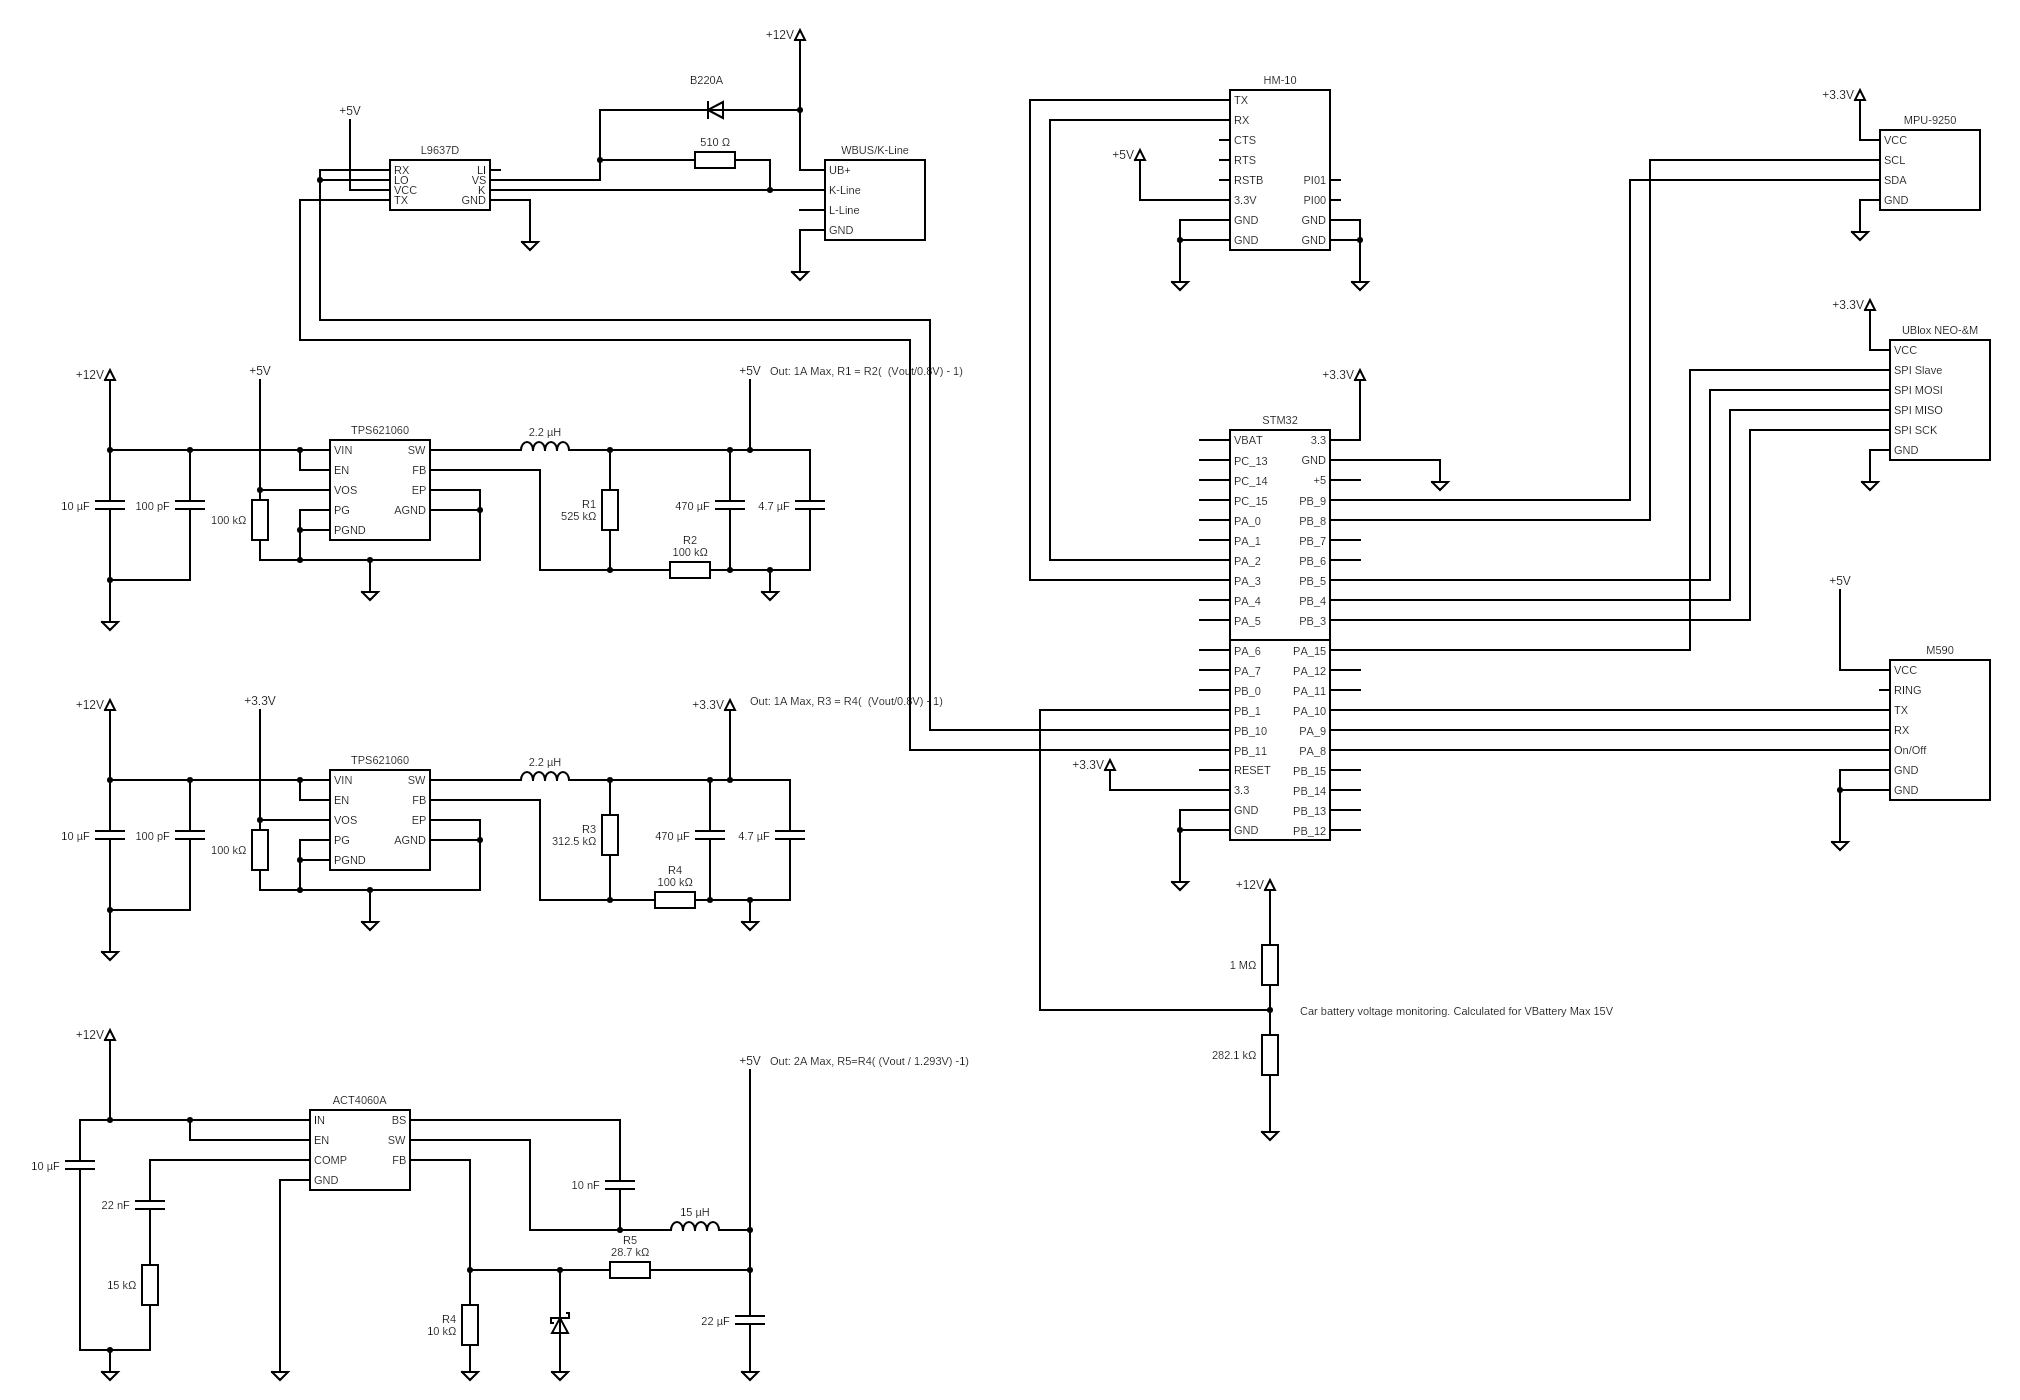 +12V
B220A
+5V
510 Ω
L9637D
WBUS/K-Line
RX
LO
VCC
TX
LI
VS
K
GND
UB+
K-Line
L-Line
GND
HM-10
TX
RX
CTS
RTS
RSTB
3.3V
GND
GND
PI01
PI00
GND
GND
+5V
+3.3V
MPU-9250
VCC
SCL
SDA
GND
+3.3V
UBlox NEO-&M
VCC
SPI Slave
SPI MOSI
SPI MISO
SPI SCK
GND
+12V
+5V
+5V
Out: 1A Max, R1 = R2( (Vout/0.8V) - 1)
TPS621060
VIN
EN
VOS
PG
PGND
SW
FB
EP
AGND
2.2 µH
10 µF
100 pF
100 kΩ
R1
525 kΩ
R2
100 kΩ
470 µF
4.7 µF
+3.3V
STM32
VBAT
PC_13
PC_14
PC_15
PA_0
PA_1
PA_2
PA_3
PA_4
PA_5
PA_6
PA_7
PB_0
PB_1
PB_10
PB_11
RESET
3.3
GND
GND
3.3
GND
+5
PB_9
PB_8
PB_7
PB_6
PB_5
PB_4
PB_3
PA_15
PA_12
PA_11
PA_10
PA_9
PA_8
PB_15
PB_14
PB_13
PB_12
+3.3V
+5V
M590
VCC
RING
TX
RX
On/Off
GND
GND
+12V
+3.3V
+3.3V
Out: 1A Max, R3 = R4( (Vout/0.8V) - 1)
TPS621060
VIN
EN
VOS
PG
PGND
SW
FB
EP
AGND
2.2 µH
10 µF
100 pF
100 kΩ
R3
312.5 kΩ
R4
100 kΩ
470 µF
4.7 µF
+12V
1 MΩ
Car battery voltage monitoring. Calculated for VBattery Max 15V
282.1 kΩ
+12V
+5V
Out: 2A Max, R5=R4( (Vout / 1.293V) -1)
ACT4060A
IN
EN
COMP
GND
BS
SW
FB
10 µF
22 nF
15 kΩ
10 nF
15 µH
R5
28.7 kΩ
R4
10 kΩ
22 µF